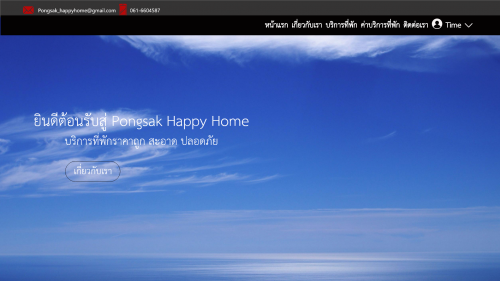 Pongsak_happyhome@gmail.com 061-6604587
หน้าแรก เกี่ยวกับเรา บริการที่พัก ค่าบริการที่พัก ติดต่อเรา Time
ยินดีต้อนรับสู่ Pongsak Happy Home
บริการที่พักราคาถูก สะอาด ปลอดภัย
เกี่ยวกับเรา